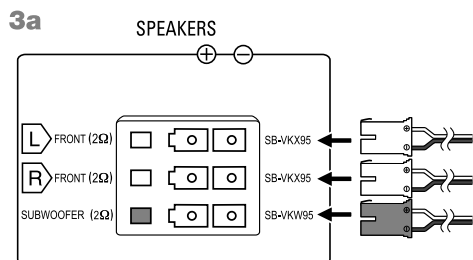 3a
SPEAKERS
+ −
L FRONT (2Ω) SB-VKX95
R FRONT (2Ω) SB-VKX95
SUBWOOFER (2Ω) SB-VKW95